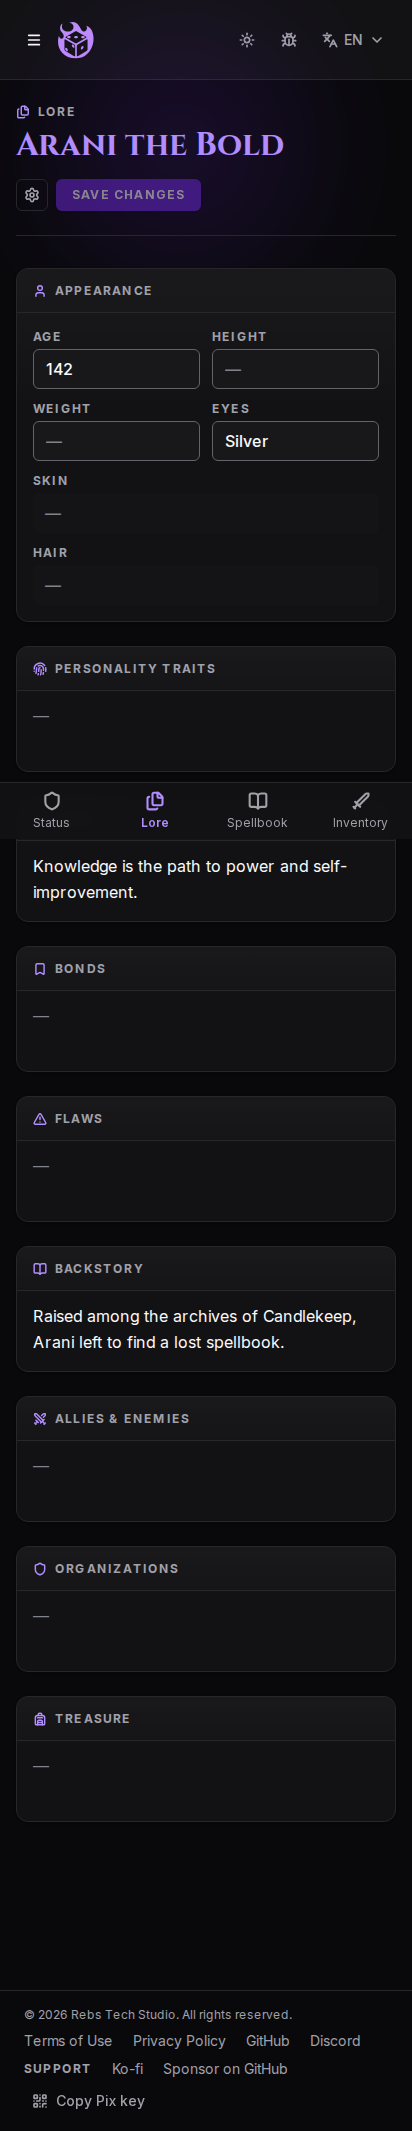 EN
LORE
Arani the Bold
SAVE CHANGES
APPEARANCE
AGE
HEIGHT
142
—
WEIGHT
EYES
—
Silver
SKIN
—
HAIR
—
PERSONALITY TRAITS
—
Status
Lore
Spellbook
Inventory
Knowledge is the path to power and self-
improvement.
BONDS
—
FLAWS
—
BACKSTORY
Raised among the archives of Candlekeep,
Arani left to find a lost spellbook.
ALLIES & ENEMIES
—
ORGANIZATIONS
—
TREASURE
—
© 2026 Rebs Tech Studio. All rights reserved.
Terms of Use Privacy Policy GitHub Discord
SUPPORT Ko-fi Sponsor on GitHub
Copy Pix key